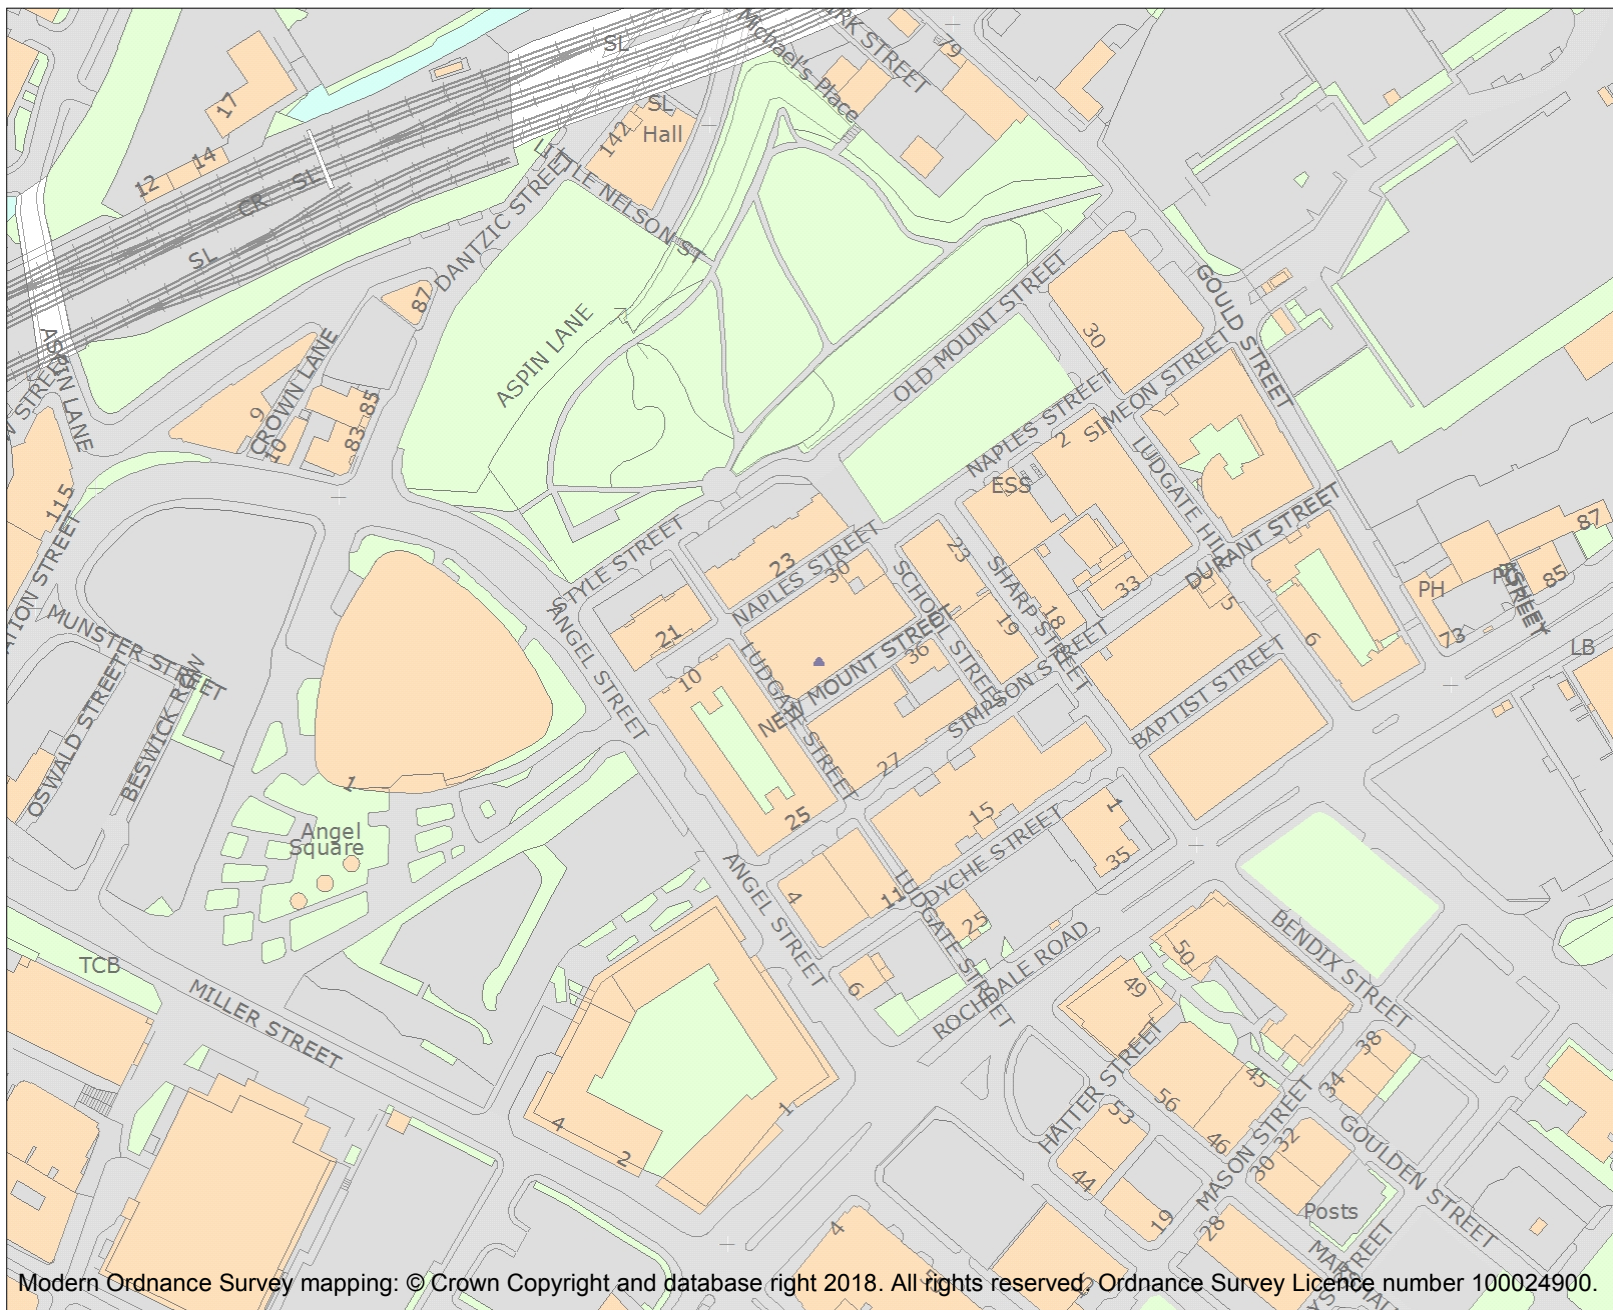 SL
Michael's Place
RK STREET
79
17
SL
Hall
142
LITTLE NELSON ST
14
12
SL
CR
SL
DANTZIC STREET
87
GOULD STREET
OLD MOUNT STREET
30
ASPIN LANE
ASPIN LANE
W STREET
CROWN LANE
9
10
85
83
SIMEON STREET
NAPLES STREET
2
ESS
LUDGATE HILL
DURANT STREET
115
ATION STREET
STYLE STREET
23
NAPLES STREET
30
23
SCHOOL STREET
SHARP STREET
33
5
87
85
PH
73
LB
MUNSTER STREET
ANGEL STREET
21
10
LUDGATE STREET
NEW MOUNT STREET
36
19
18
SIMPSON STREET
6
BAPTIST STREET
OSWALD STREET
BESWICK ROW
27
1
Angel
Square
25
15
1
35
DYCHE STREET
4
11
ANGEL STREET
LUDGATE STREET
25
ROCHDALE ROAD
6
BENDIX STREET
50
49
TCB
MILLER STREET
38
34
HATTER STREET
45
56
46
53
44
19
MASON STREET
32
30
28
GOULDEN STREET
Posts
4
2
1
4
Modern Ordnance Survey mapping: © Crown Copyright and database right 2018. All rights reserved. Ordnance Survey Licence number 100024900.